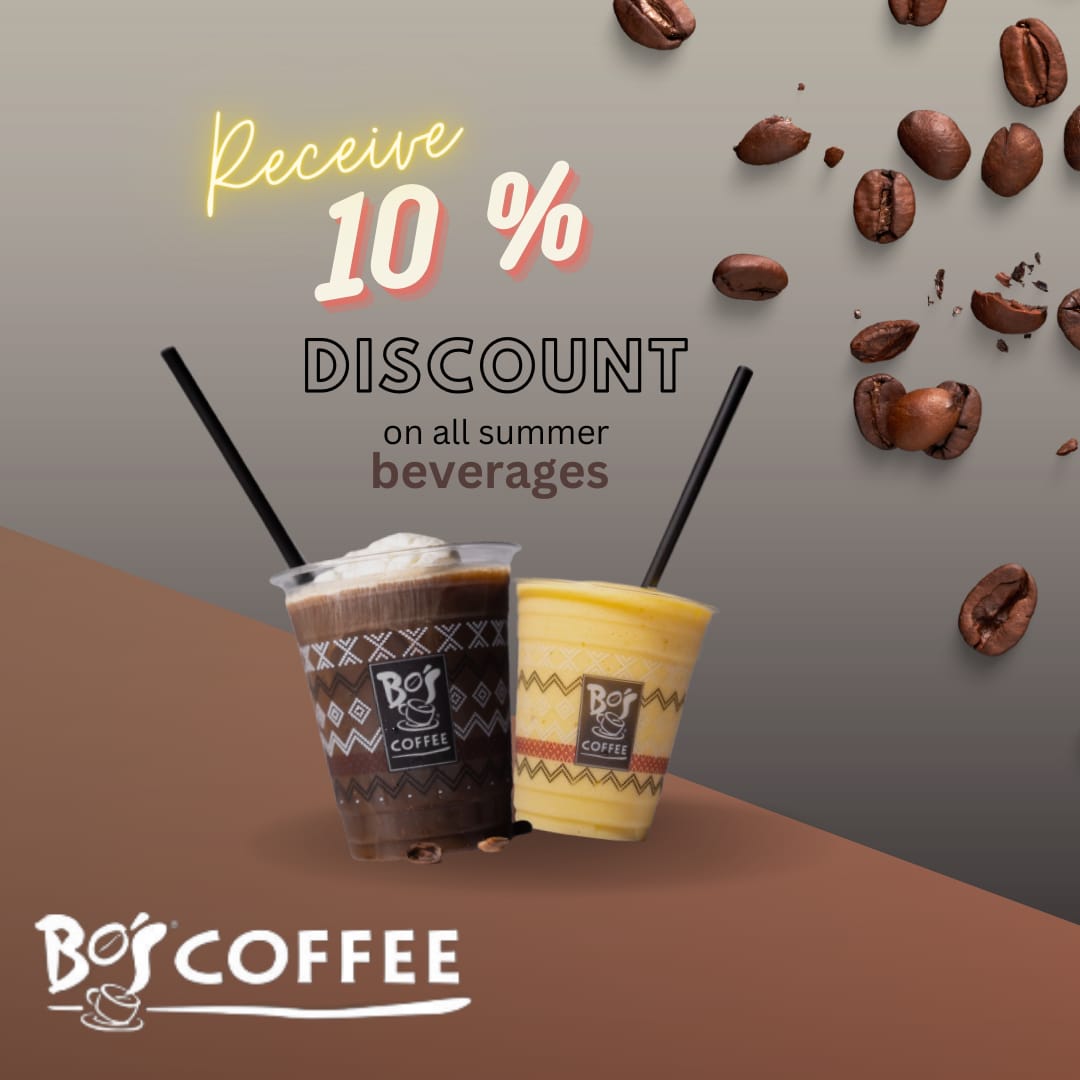 Receive
10 %
DISCOUNT
on all summer
beverages
Bo's
COFFEE
Bo's
COFFEE
Bo's® COFFEE